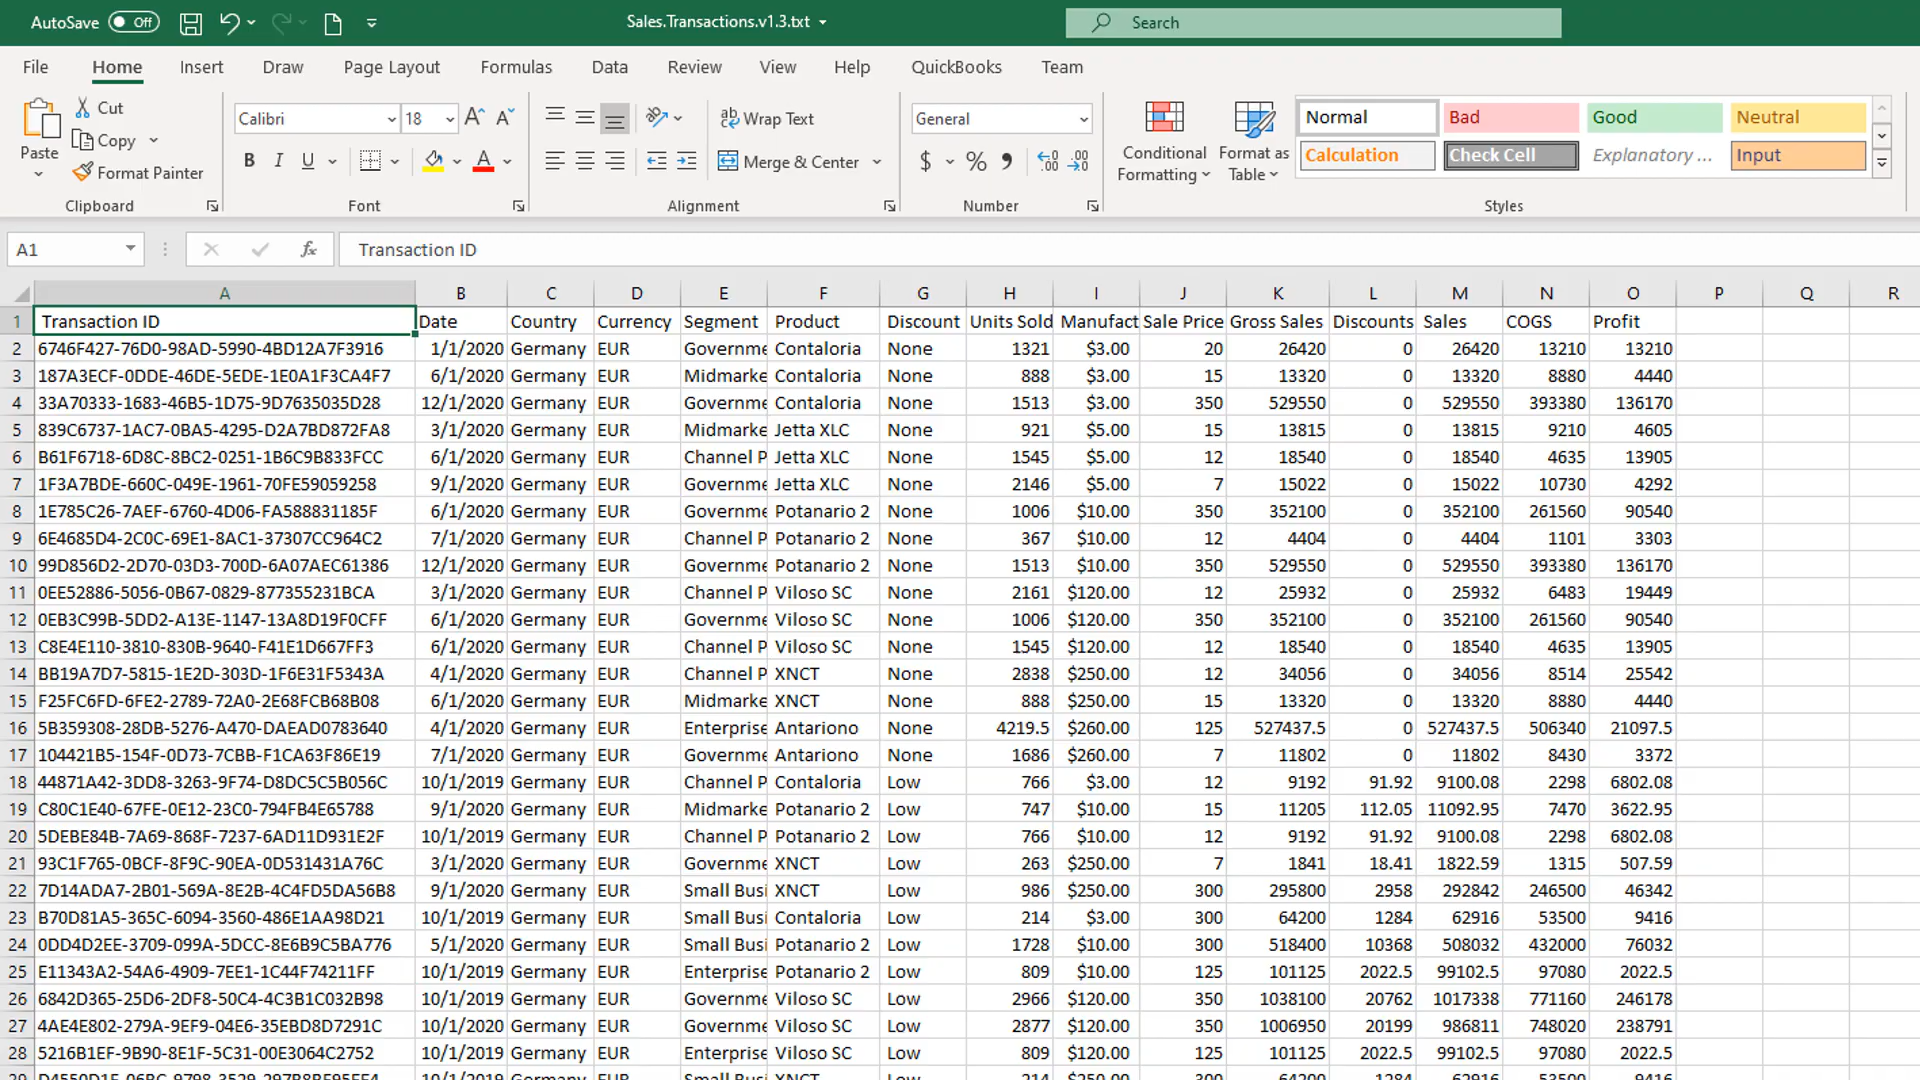 AutoSave Off Sales.Transactions.v1.3.txt Search
File Home Insert Draw Page Layout Formulas Data Review View Help QuickBooks Team
Paste Cut Copy Format Painter Clipboard
Calibri 18 A A B I U A Font
ab Wrap Text Merge & Center Alignment
General $ % Number
Conditional Formatting Format as Table
Normal Bad Good Neutral
Calculation Check Cell Explanatory ... Input
Styles
A1 fx Transaction ID
A B C D E F G H I J K L M N O P Q R
1 Transaction ID Date Country Currency Segment Product Discount Units Sold Manufact Sale Price Gross Sales Discounts Sales COGS Profit
2 6746F427-76D0-98AD-5990-4BD12A7F3916 1/1/2020 Germany EUR Governme Contaloria None 1321 $3.00 20 26420 0 26420 13210 13210
3 187A3ECF-0DDE-46DE-5EDE-1E0A1F3CA4F7 6/1/2020 Germany EUR Midmarke Contaloria None 888 $3.00 15 13320 0 13320 8880 4440
4 33A70333-1683-46B5-1D75-9D7635035D28 12/1/2020 Germany EUR Governme Contaloria None 1513 $3.00 350 529550 0 529550 393380 136170
5 839C6737-1AC7-0BA5-4295-D2A7BD872FA8 3/1/2020 Germany EUR Midmarke Jetta XLC None 921 $5.00 15 13815 0 13815 9210 4605
6 B61F6718-6D8C-8BC2-0251-1B6C9B833FCC 6/1/2020 Germany EUR Channel P Jetta XLC None 1545 $5.00 12 18540 0 18540 4635 13905
7 1F3A7BDE-660C-049E-1961-70FE59059258 9/1/2020 Germany EUR Governme Jetta XLC None 2146 $5.00 7 15022 0 15022 10730 4292
8 1E785C26-7AEF-6760-4D06-FA588831185F 6/1/2020 Germany EUR Governme Potanario 2 None 1006 $10.00 350 352100 0 352100 261560 90540
9 6E4685D4-2C0C-69E1-8AC1-37307CC964C2 7/1/2020 Germany EUR Channel P Potanario 2 None 367 $10.00 12 4404 0 4404 1101 3303
10 99D856D2-2D70-03D3-700D-6A07AEC61386 12/1/2020 Germany EUR Governme Potanario 2 None 1513 $10.00 350 529550 0 529550 393380 136170
11 0EE52886-5056-0B67-0829-877355231BCA 3/1/2020 Germany EUR Channel P Viloso SC None 2161 $120.00 12 25932 0 25932 6483 19449
12 0EB3C99B-5DD2-A13E-1147-13A8D19F0CFF 6/1/2020 Germany EUR Governme Viloso SC None 1006 $120.00 350 352100 0 352100 261560 90540
13 C8E4E110-3810-830B-9640-F41E1D667FF3 6/1/2020 Germany EUR Channel P Viloso SC None 1545 $120.00 12 18540 0 18540 4635 13905
14 BB19A7D7-5815-1E2D-303D-1F6E31F5343A 4/1/2020 Germany EUR Channel P XNCT None 2838 $250.00 12 34056 0 34056 8514 25542
15 F25FC6FD-6FE2-2789-72A0-2E68FCB68B08 6/1/2020 Germany EUR Midmarke XNCT None 888 $250.00 15 13320 0 13320 8880 4440
16 5B359308-28DB-5276-A470-DAEAD0783640 4/1/2020 Germany EUR Enterprise Antariono None 4219.5 $260.00 125 527437.5 0 527437.5 506340 21097.5
17 104421B5-154F-0D73-7CBB-F1CA63F86E19 7/1/2020 Germany EUR Governme Antariono None 1686 $260.00 7 11802 0 11802 8430 3372
18 44871A42-3DD8-3263-9F74-D8DC5C5B056C 10/1/2019 Germany EUR Channel P Contaloria Low 766 $3.00 12 9192 91.92 9100.08 2298 6802.08
19 C80C1E40-67FE-0E12-23C0-794FB4E65788 9/1/2020 Germany EUR Midmarke Potanario 2 Low 747 $10.00 15 11205 112.05 11092.95 7470 3622.95
20 5DEBE84B-7A69-868F-7237-6AD11D931E2F 10/1/2019 Germany EUR Channel P Potanario 2 Low 766 $10.00 12 9192 91.92 9100.08 2298 6802.08
21 93C1F765-0BCF-8F9C-90EA-0D531431A76C 3/1/2020 Germany EUR Governme XNCT Low 263 $250.00 7 1841 18.41 1822.59 1315 507.59
22 7D14ADA7-2B01-569A-8E2B-4C4FD5DA56B8 9/1/2020 Germany EUR Small Busi XNCT Low 986 $250.00 300 295800 2958 292842 246500 46342
23 B70D81A5-365C-6094-3560-486E1AA98D21 10/1/2019 Germany EUR Small Busi Contaloria Low 214 $3.00 300 64200 1284 62916 53500 9416
24 0DD4D2EE-3709-099A-5DCC-8E6B9C5BA776 5/1/2020 Germany EUR Small Busi Potanario 2 Low 1728 $10.00 300 518400 10368 508032 432000 76032
25 E11343A2-54A6-4909-7EE1-1C44F74211FF 10/1/2019 Germany EUR Enterprise Potanario 2 Low 809 $10.00 125 101125 2022.5 99102.5 97080 2022.5
26 6842D365-25D6-2DF8-50C4-4C3B1C032B98 10/1/2019 Germany EUR Governme Viloso SC Low 2966 $120.00 350 1038100 20762 1017338 771160 246178
27 4AE4E802-279A-9EF9-04E6-35EBD8D7291C 10/1/2020 Germany EUR Governme Viloso SC Low 2877 $120.00 350 1006950 20199 986811 748020 238791
28 5216B1EF-9B90-8E1F-5C31-00E3064C2752 10/1/2019 Germany EUR Enterprise Viloso SC Low 809 $120.00 125 101125 2022.5 99102.5 97080 2022.5